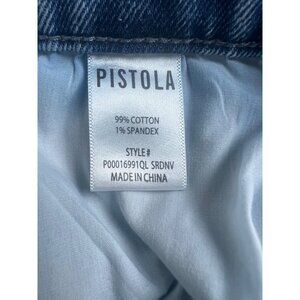 PISTOLA
99% COTTON
1% SPANDEX
STYLE#
P00016991QL SRDNV
MADE IN CHINA